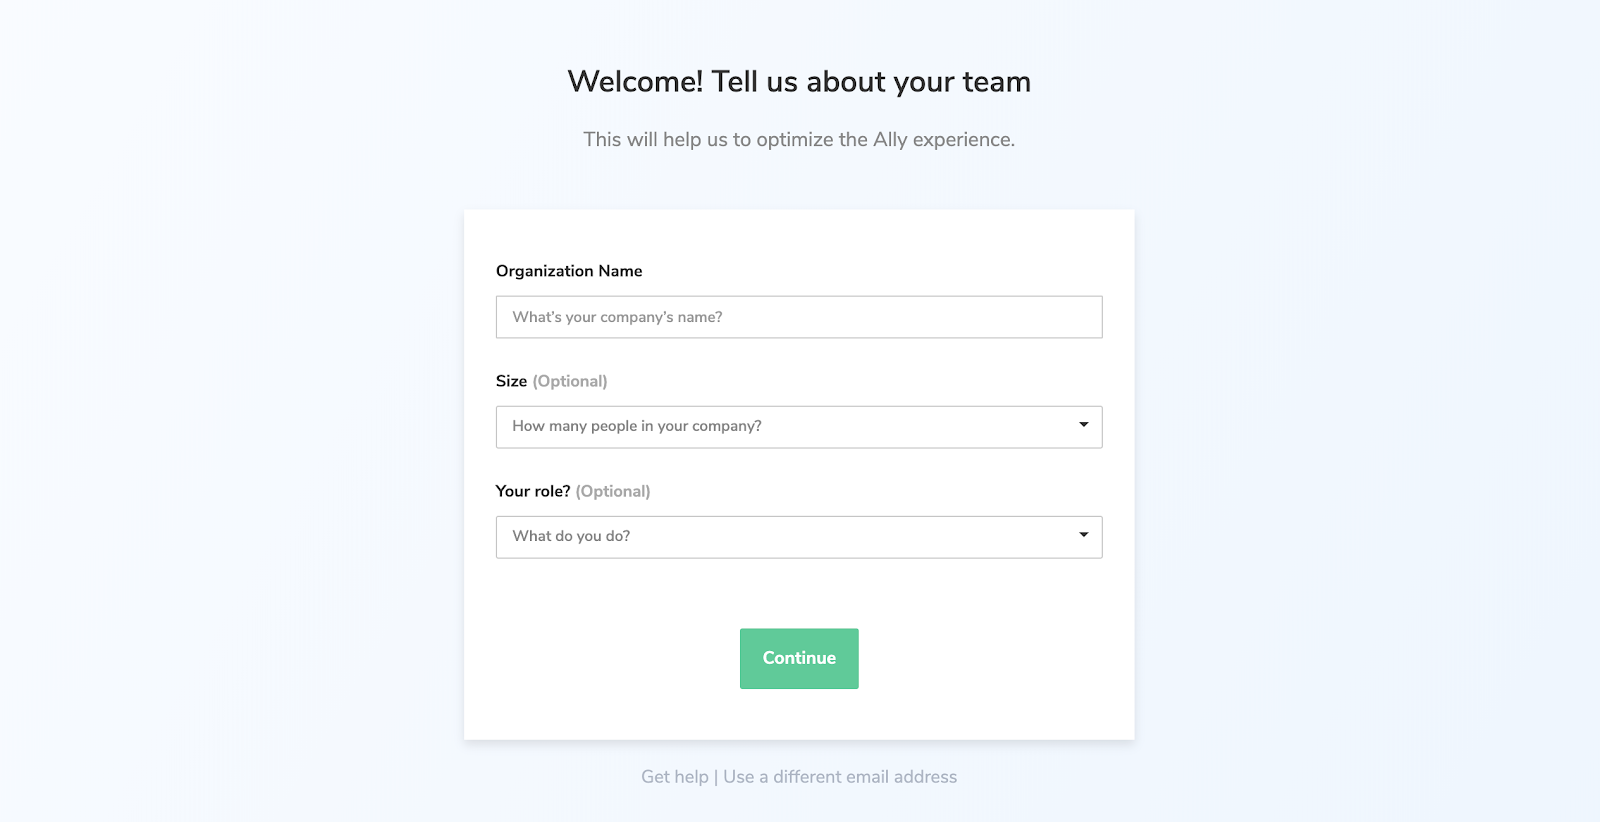 Welcome! Tell us about your team
This will help us to optimize the Ally experience.
Organization Name
What's your company's name?
Size (Optional)
How many people in your company?
Your role? (Optional)
What do you do?
Continue
Get help | Use a different email address